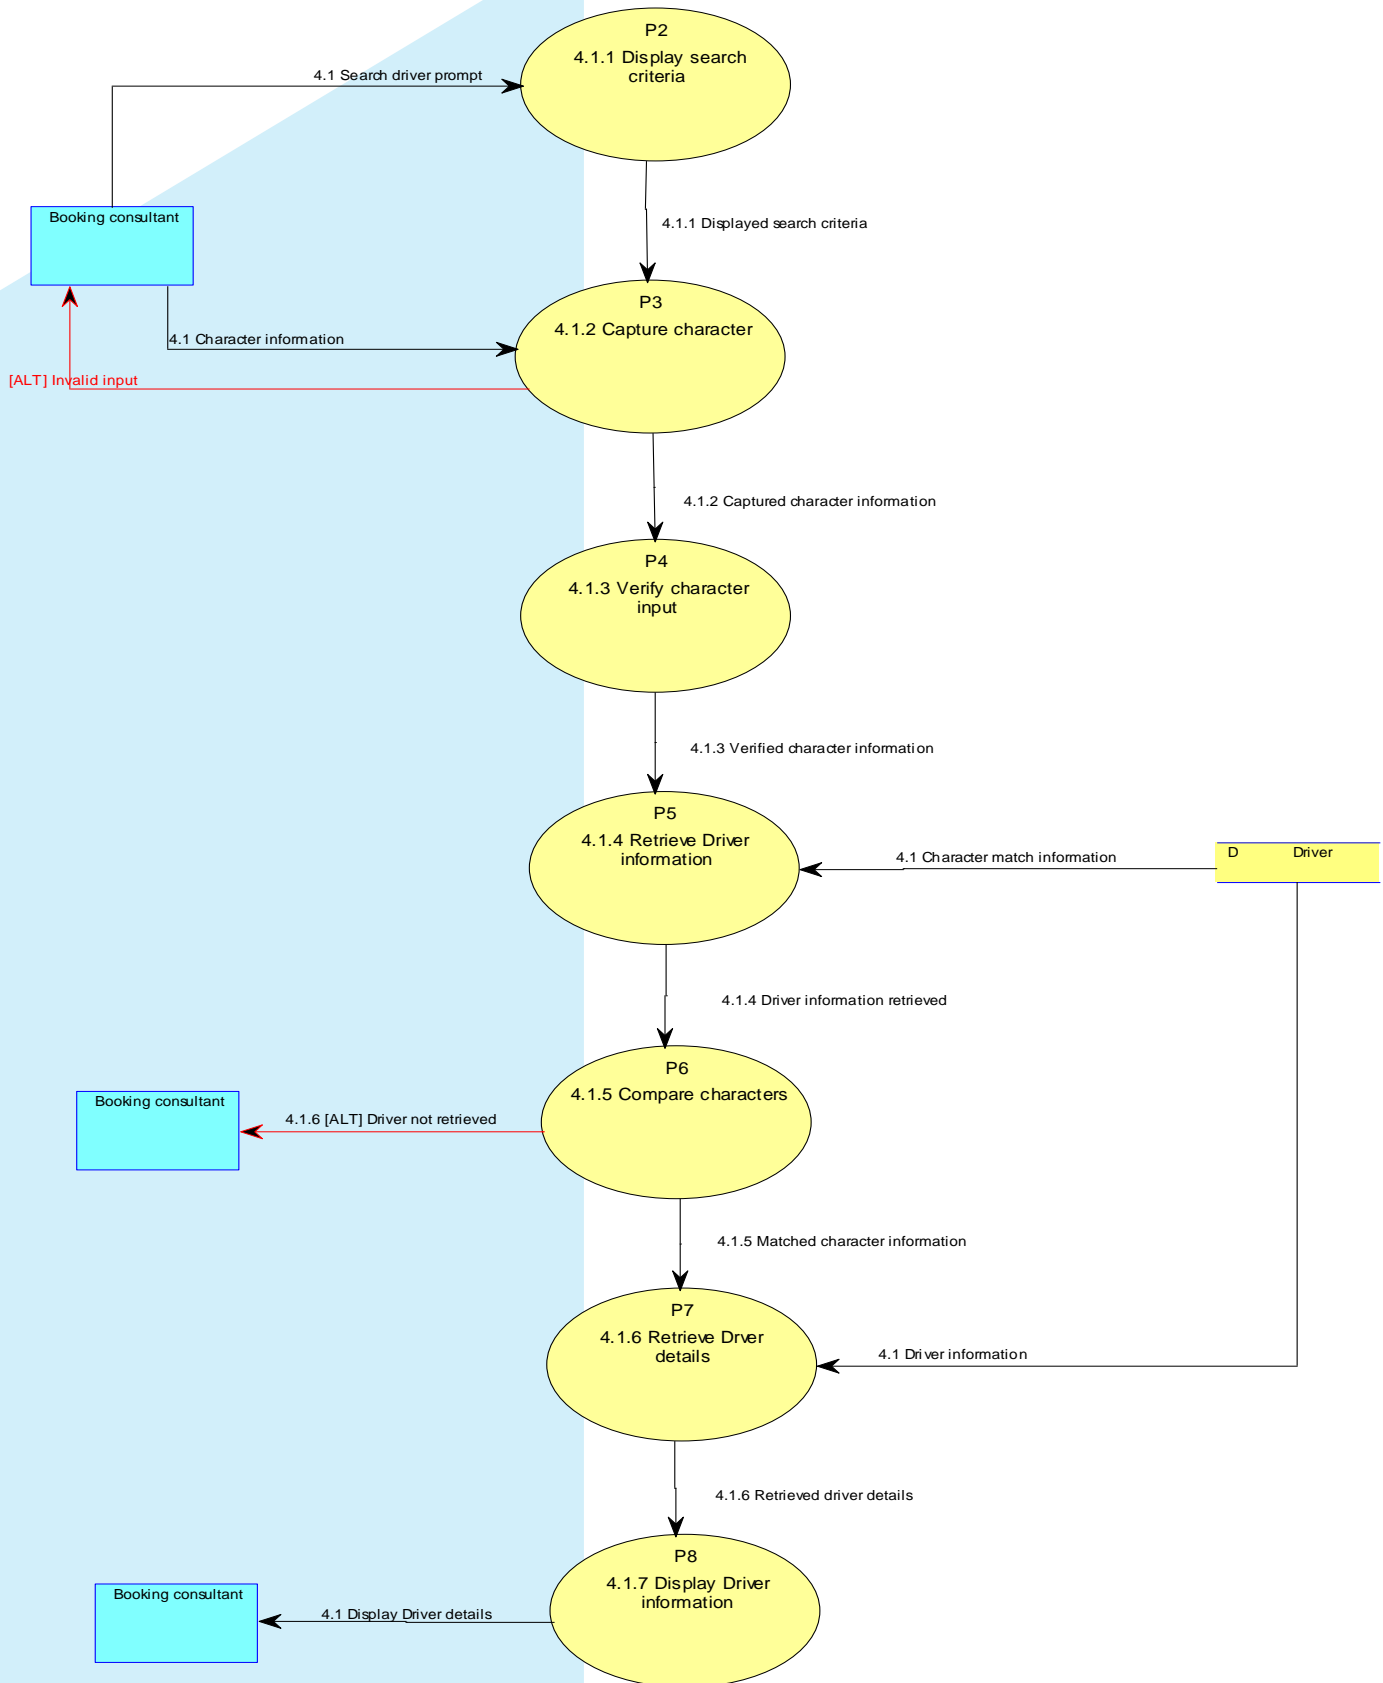 P2
4.1.1 Display search
criteria
4.1 Search driver prompt
Booking consultant
4.1.1 Displayed search criteria
P3
4.1.2 Capture character
4.1 Character information
[ALT] Invalid input
4.1.2 Captured character information
P4
4.1.3 Verify character
input
4.1.3 Verified character information
P5
4.1.4 Retrieve Driver
information
4.1 Character match information
D Driver
4.1.4 Driver information retrieved
P6
4.1.5 Compare characters
Booking consultant
4.1.6 [ALT] Driver not retrieved
4.1.5 Matched character information
P7
4.1.6 Retrieve Drver
details
4.1 Driver information
4.1.6 Retrieved driver details
P8
4.1.7 Display Driver
information
Booking consultant
4.1 Display Driver details